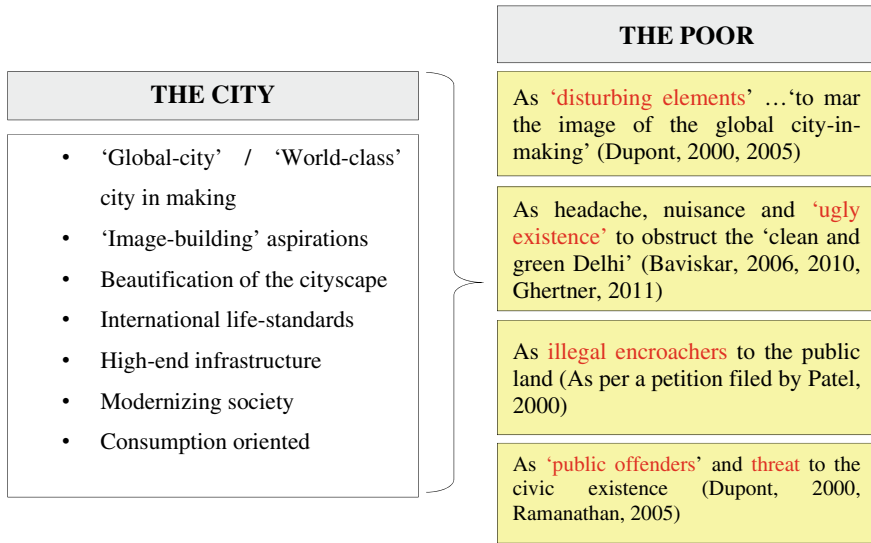 THE CITY
• ‘Global-city’ / ‘World-class’
city in making
• ‘Image-building’ aspirations
• Beautification of the cityscape
• International life-standards
• High-end infrastructure
• Modernizing society
• Consumption oriented
THE POOR
As ‘disturbing elements’ …‘to mar
the image of the global city-in-
making’ (Dupont, 2000, 2005)
As headache, nuisance and ‘ugly
existence’ to obstruct the ‘clean and
green Delhi’ (Baviskar, 2006, 2010,
Ghertner, 2011)
As illegal encroachers to the public
land (As per a petition filed by Patel,
2000)
As ‘public offenders’ and threat to the
civic existence (Dupont, 2000,
Ramanathan, 2005)